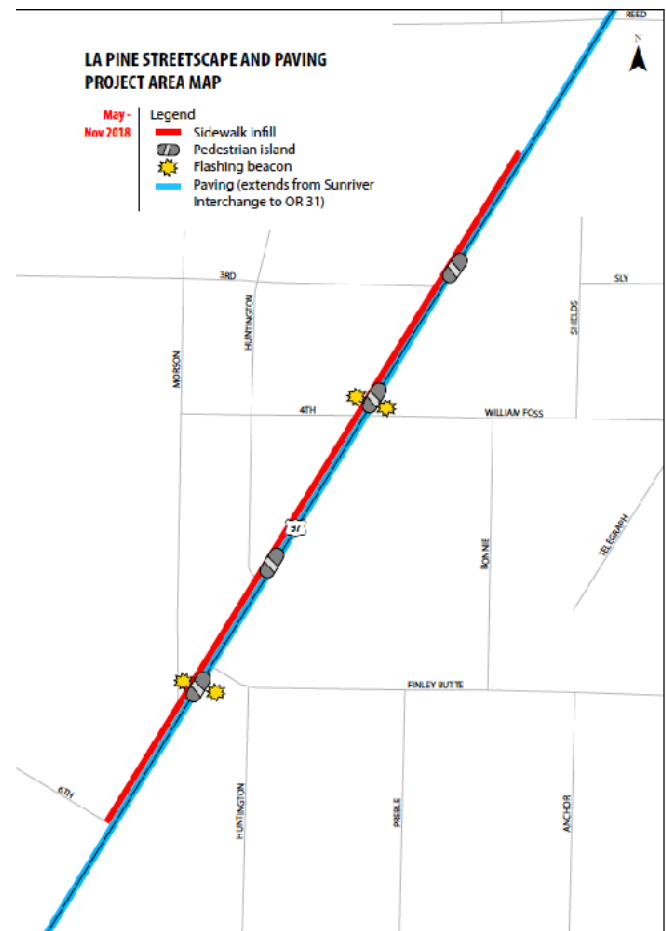 REED
N
LA PINE STREETSCAPE AND PAVING
PROJECT AREA MAP
May -
Nov 2018
Legend
Sidewalk infill
Pedestrian island
Flashing beacon
Paving (extends from Sunriver
Interchange to OR 31)
3RD
SLY
HUNTINGTON
SHIELDS
MORSON
4TH
WILLIAM FOSS
97
BONNIE
TELEGRAPH
FINLEY BUTTE
6TH
HUNTINGTON
PREBLE
ANCHOR